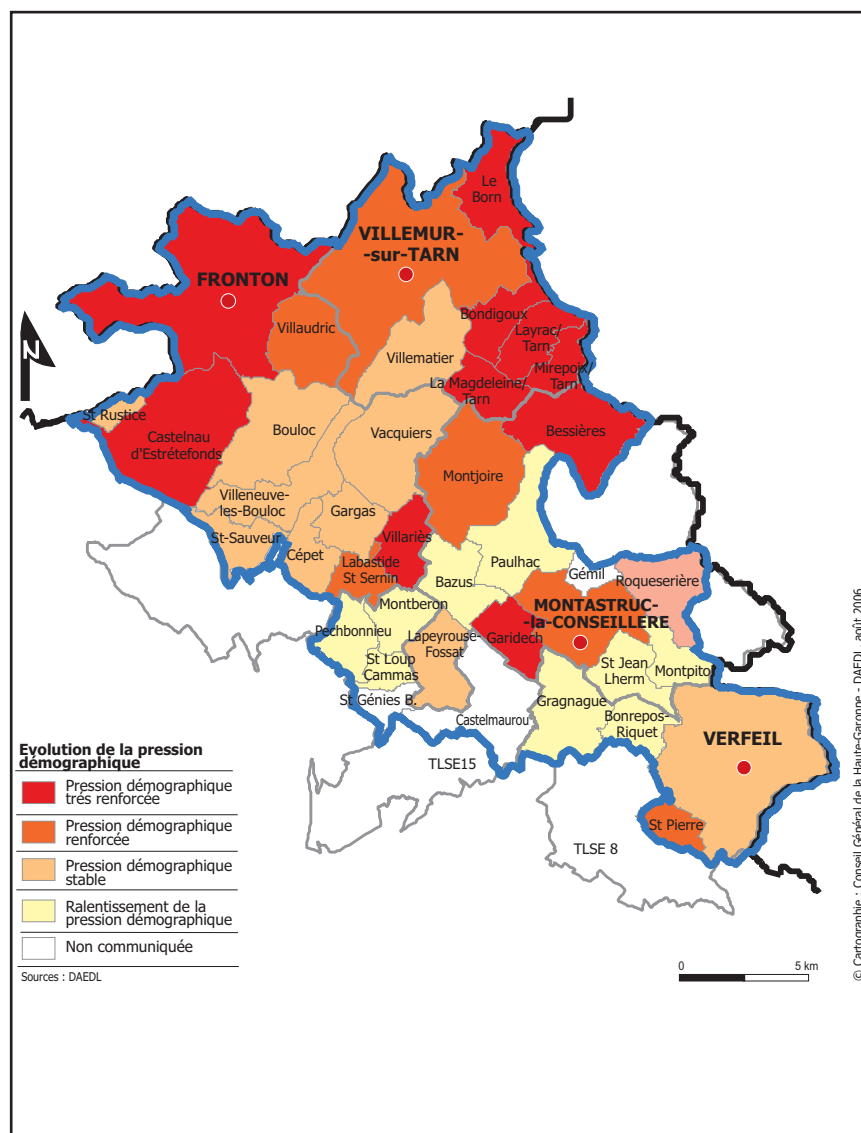 Le
Born
VILLEMUR-
-sur-TARN
FRONTON
Bondigoux
Villaudric
Layrac/
Tarn
Villematier
Mirepoix/
Tarn
La Magdeleine/
Tarn
N
St Rustice
Castelnau
d'Estrétefonds
Bouloc
Vacquiers
Bessières
Montjoire
Villeneuve-
les-Bouloc
Gargas
Villariès
St-Sauveur
Cépet
Labastide
St Sernin
Paulhac
Gémil
Bazus
Roqueserière
Montberon
MONTASTRUC-
-la-CONSEILLERE
Pechbonnieu
Lapeyrouse-
Fossat
Garidech
St Loup
Cammas
St Jean
Lherm
Montpitol
St Génies B.
Gragnague
Castelmaurou
Bonrepos-
Riquet
VERFEIL
TLSE15
St Pierre
TLSE 8
Evolution de la pression
démographique
Pression démographique
trés renforcée
Pression démographique
renforcée
Pression démographique
stable
Ralentissement de la
pression démographique
Non communiquée
Sources : DAEDL
0 5 km
© Cartographie : Conseil Général de la Haute-Garonne - DAEDL , août 2006